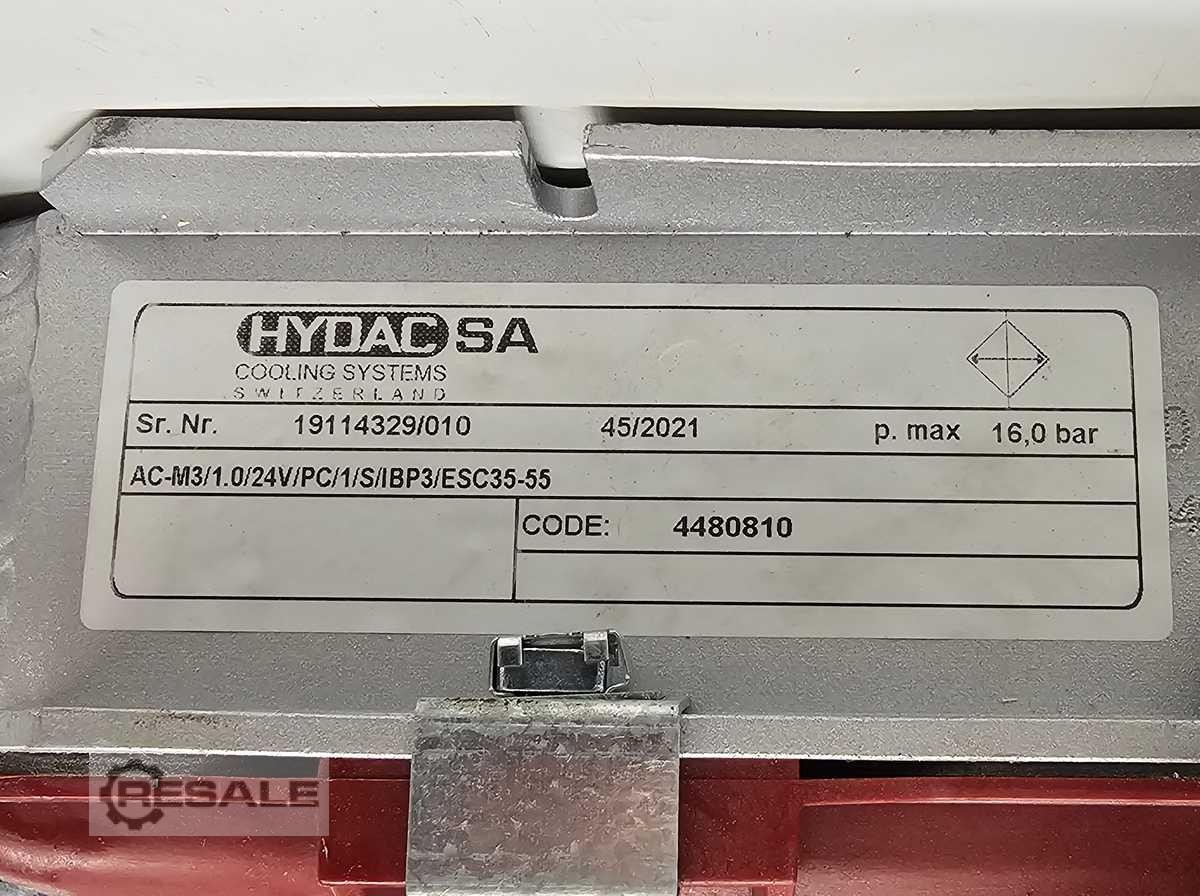 HYDAC SA
COOLING SYSTEMS
SWITZERLAND
Sr. Nr. 19114329/010 45/2021 p. max 16,0 bar
AC-M3/1.0/24V/PC/1/S/IBP3/ESC35-55
CODE: 4480810
RESALE